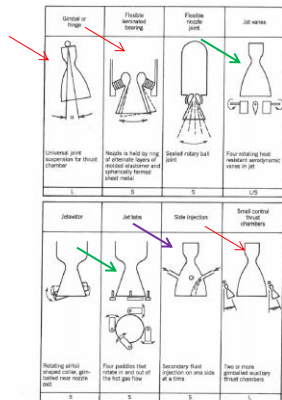 Gimbal or
hinge
Flexible
laminated
bearing
Flexible
nozzle
joint
Jet vanes
Universal joint
suspension for thrust
chamber
Nozzle is held by ring
of alternate layers of
molded elastomer and
spherically formed
sheet metal
Sealed rotary ball
joint
Four rotating heat
resistant aerodynamic
vanes in jet
L
S
S
L/S
Jetavator
Jet tabs
Side injection
Small control
thrust
chambers
Rotating airfoil
shaped collar, gim-
balled near nozzle
exit
Four paddles that
rotate in and out of
the hot gas flow
Secondary fluid
injection on one side
at a time
Two or more
gimballed auxiliary
thrust chambers
S
S
S
L